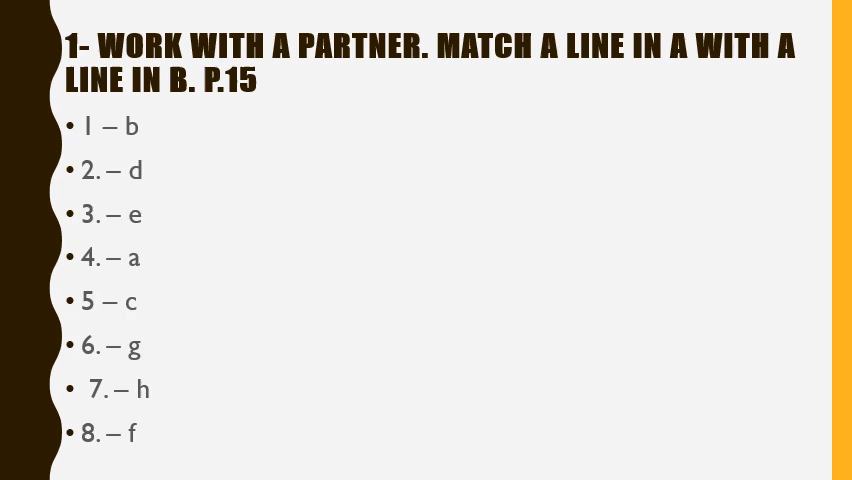 1- WORK WITH A PARTNER. MATCH A LINE IN A WITH A
LINE IN B. P.15
• 1 – b
• 2. – d
• 3. – e
• 4. – a
• 5 – c
• 6. – g
• 7. – h
• 8. – f